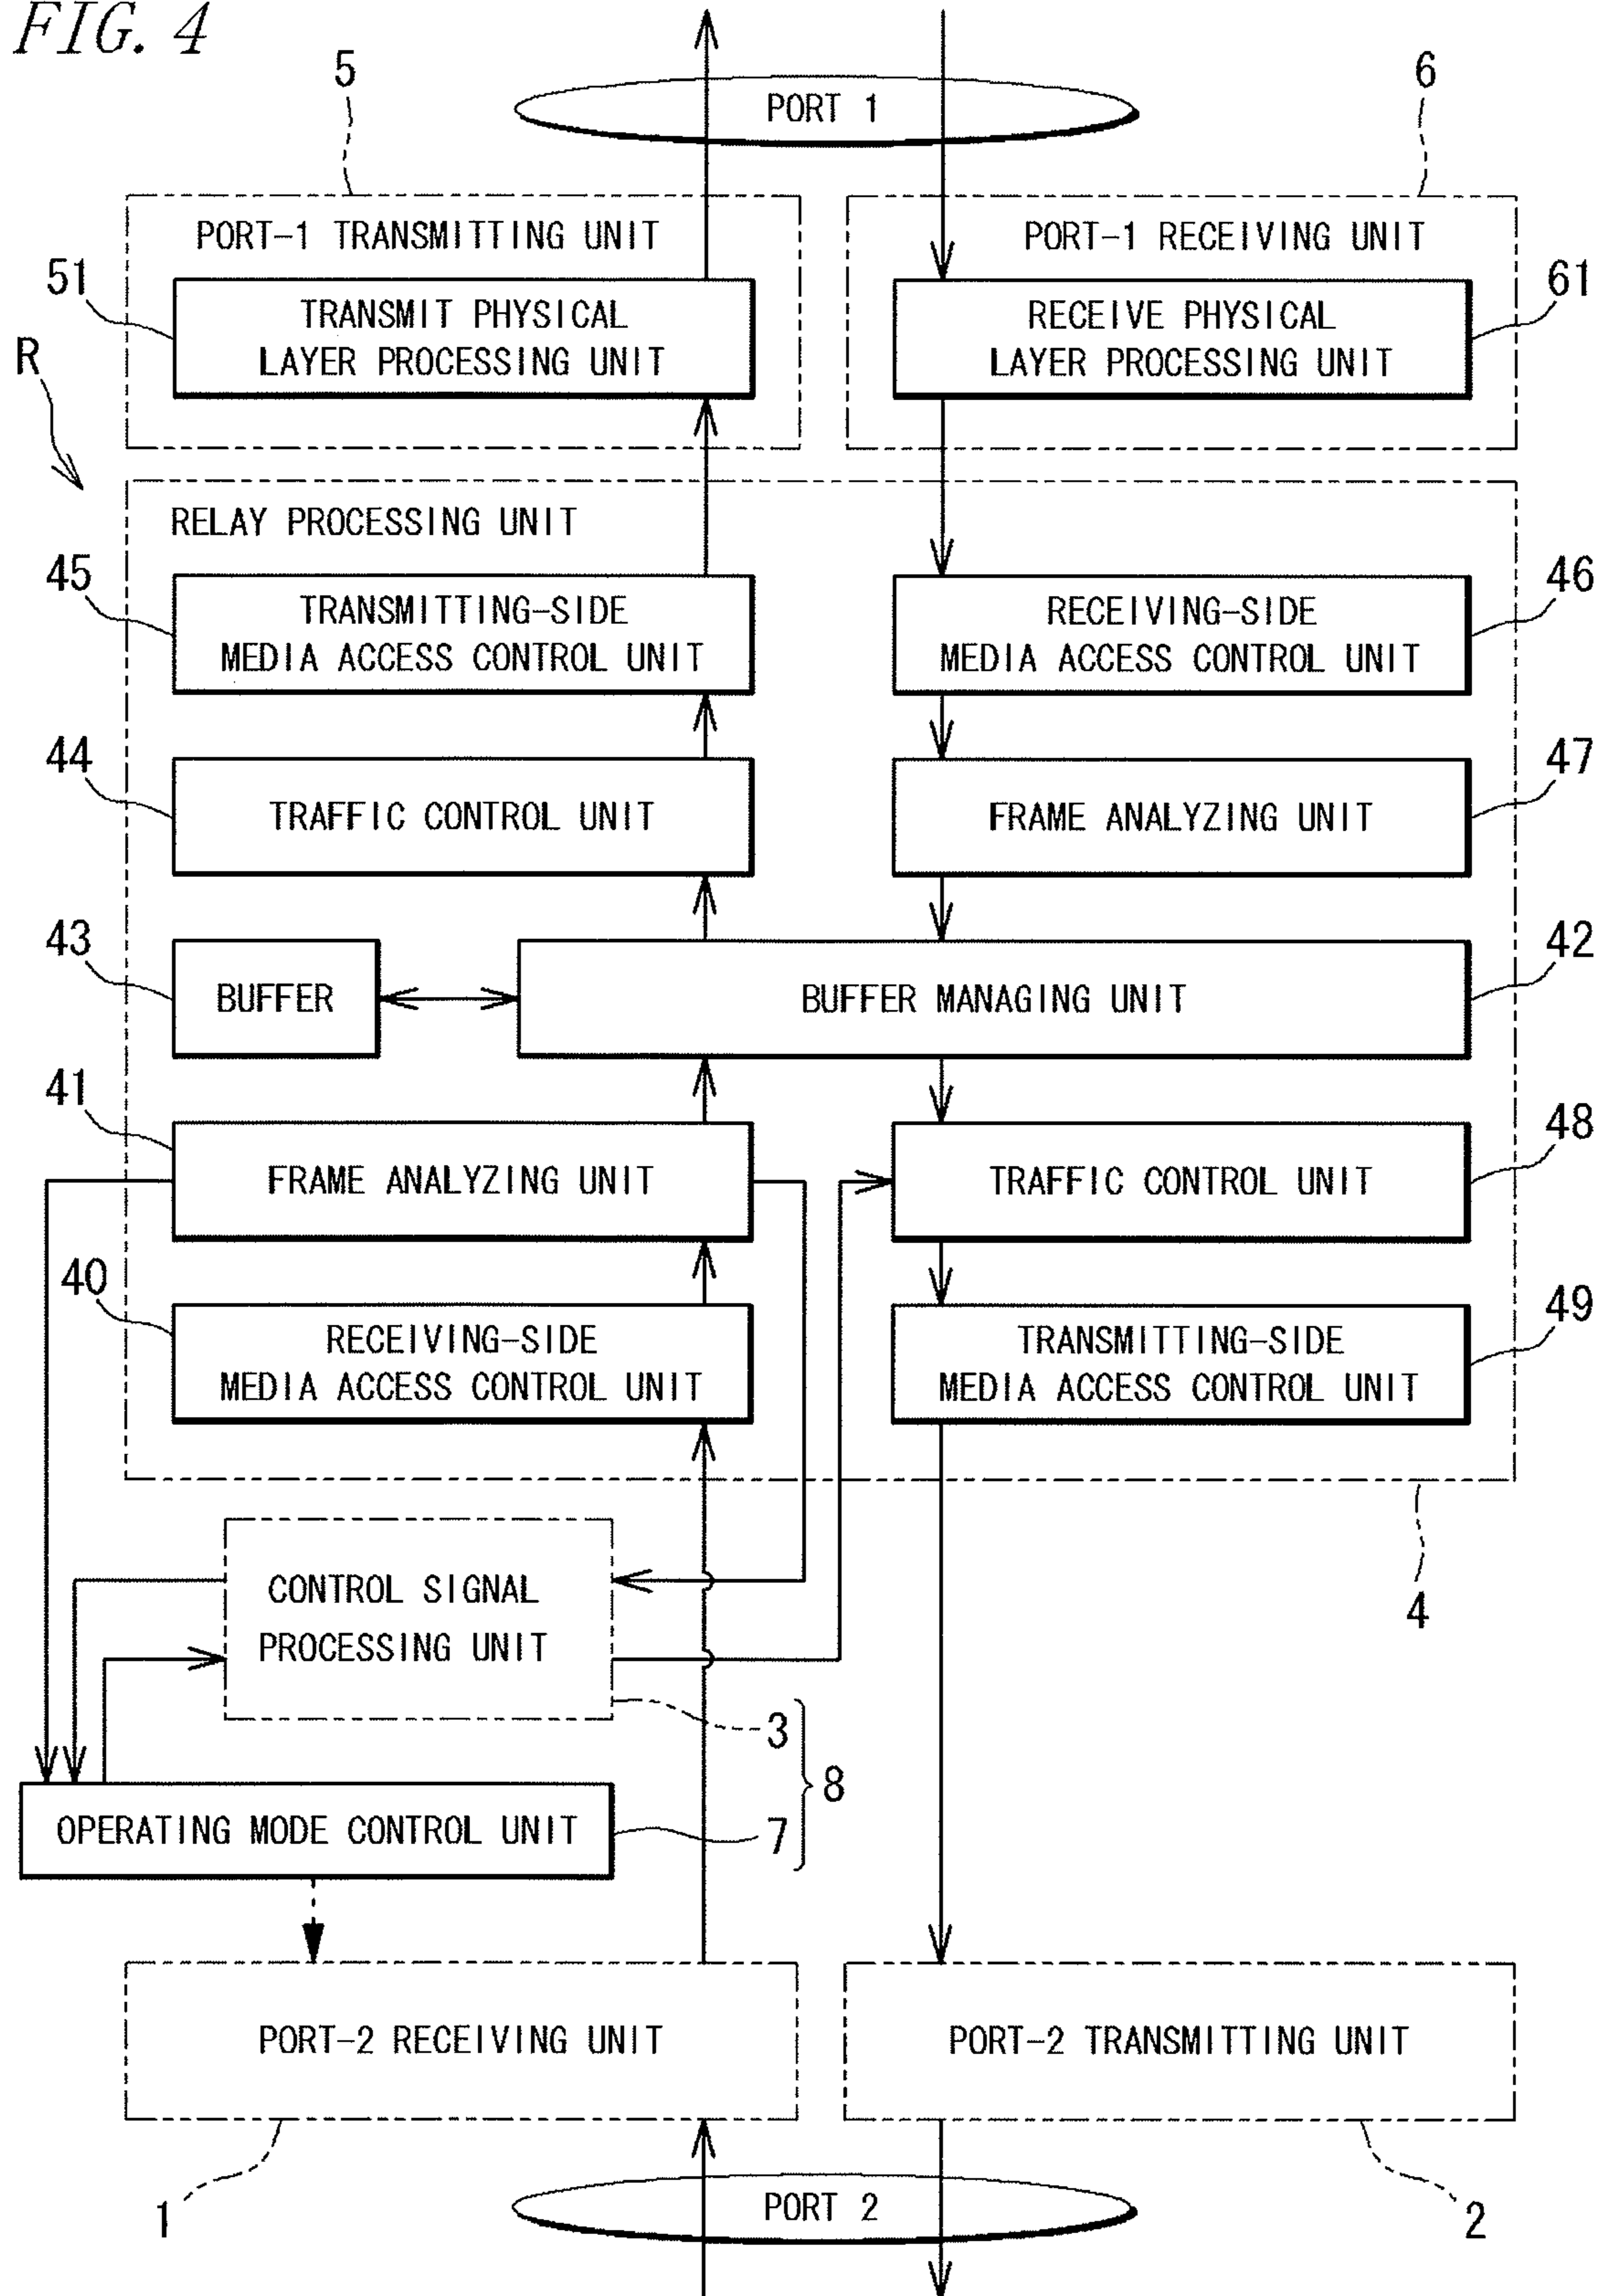 FIG. 4
5
PORT 1
6
PORT-1 TRANSMITTING UNIT
PORT-1 RECEIVING UNIT
51
TRANSMIT PHYSICAL
LAYER PROCESSING UNIT
RECEIVE PHYSICAL
LAYER PROCESSING UNIT
61
R
RELAY PROCESSING UNIT
45
TRANSMITTING-SIDE
MEDIA ACCESS CONTROL UNIT
RECEIVING-SIDE
MEDIA ACCESS CONTROL UNIT
46
44
TRAFFIC CONTROL UNIT
FRAME ANALYZING UNIT
47
43
BUFFER
BUFFER MANAGING UNIT
42
41
FRAME ANALYZING UNIT
TRAFFIC CONTROL UNIT
48
40
RECEIVING-SIDE
MEDIA ACCESS CONTROL UNIT
TRANSMITTING-SIDE
MEDIA ACCESS CONTROL UNIT
49
CONTROL SIGNAL
PROCESSING UNIT
4
3
8
OPERATING MODE CONTROL UNIT
7
PORT-2 RECEIVING UNIT
PORT-2 TRANSMITTING UNIT
1
PORT 2
2